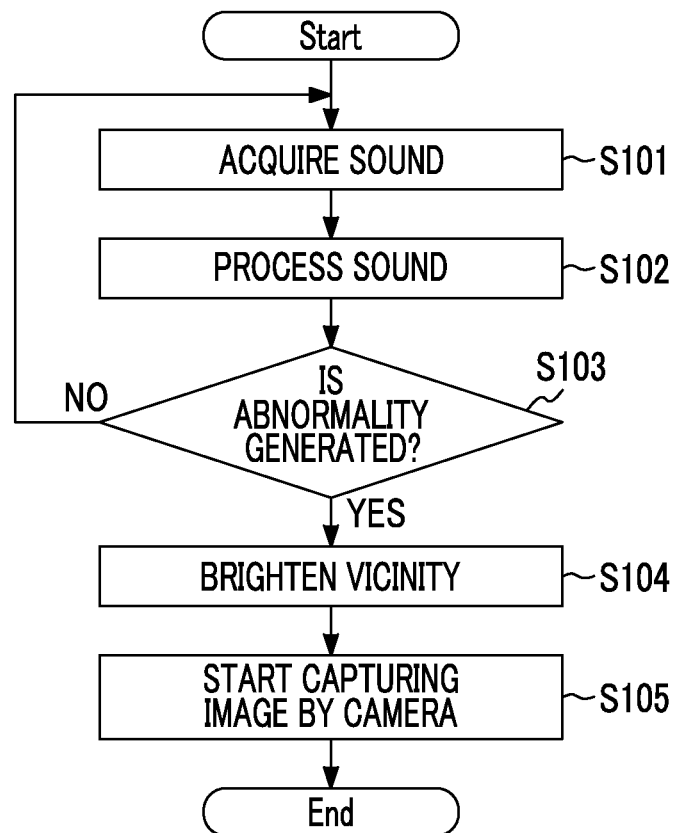 Start
ACQUIRE SOUND
S101
PROCESS SOUND
S102
IS
ABNORMALITY
GENERATED?
S103
NO
YES
BRIGHTEN VICINITY
S104
START CAPTURING
IMAGE BY CAMERA
S105
End